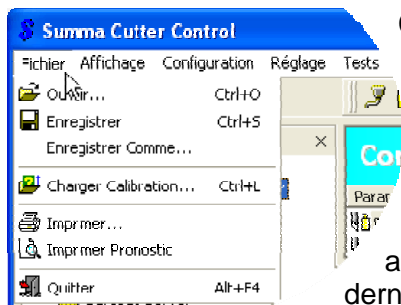 Summa Cutter Control
Fichier Affichage Configuration Réglage Tests
Ouvrir... Ctrl+O
Enregistrer Ctrl+S
Enregistrer Comme...
Charger Calibration... Ctrl+L
Imprimer...
Imprimer Pronostic
Quitter Alt+F4
Param
a
dern